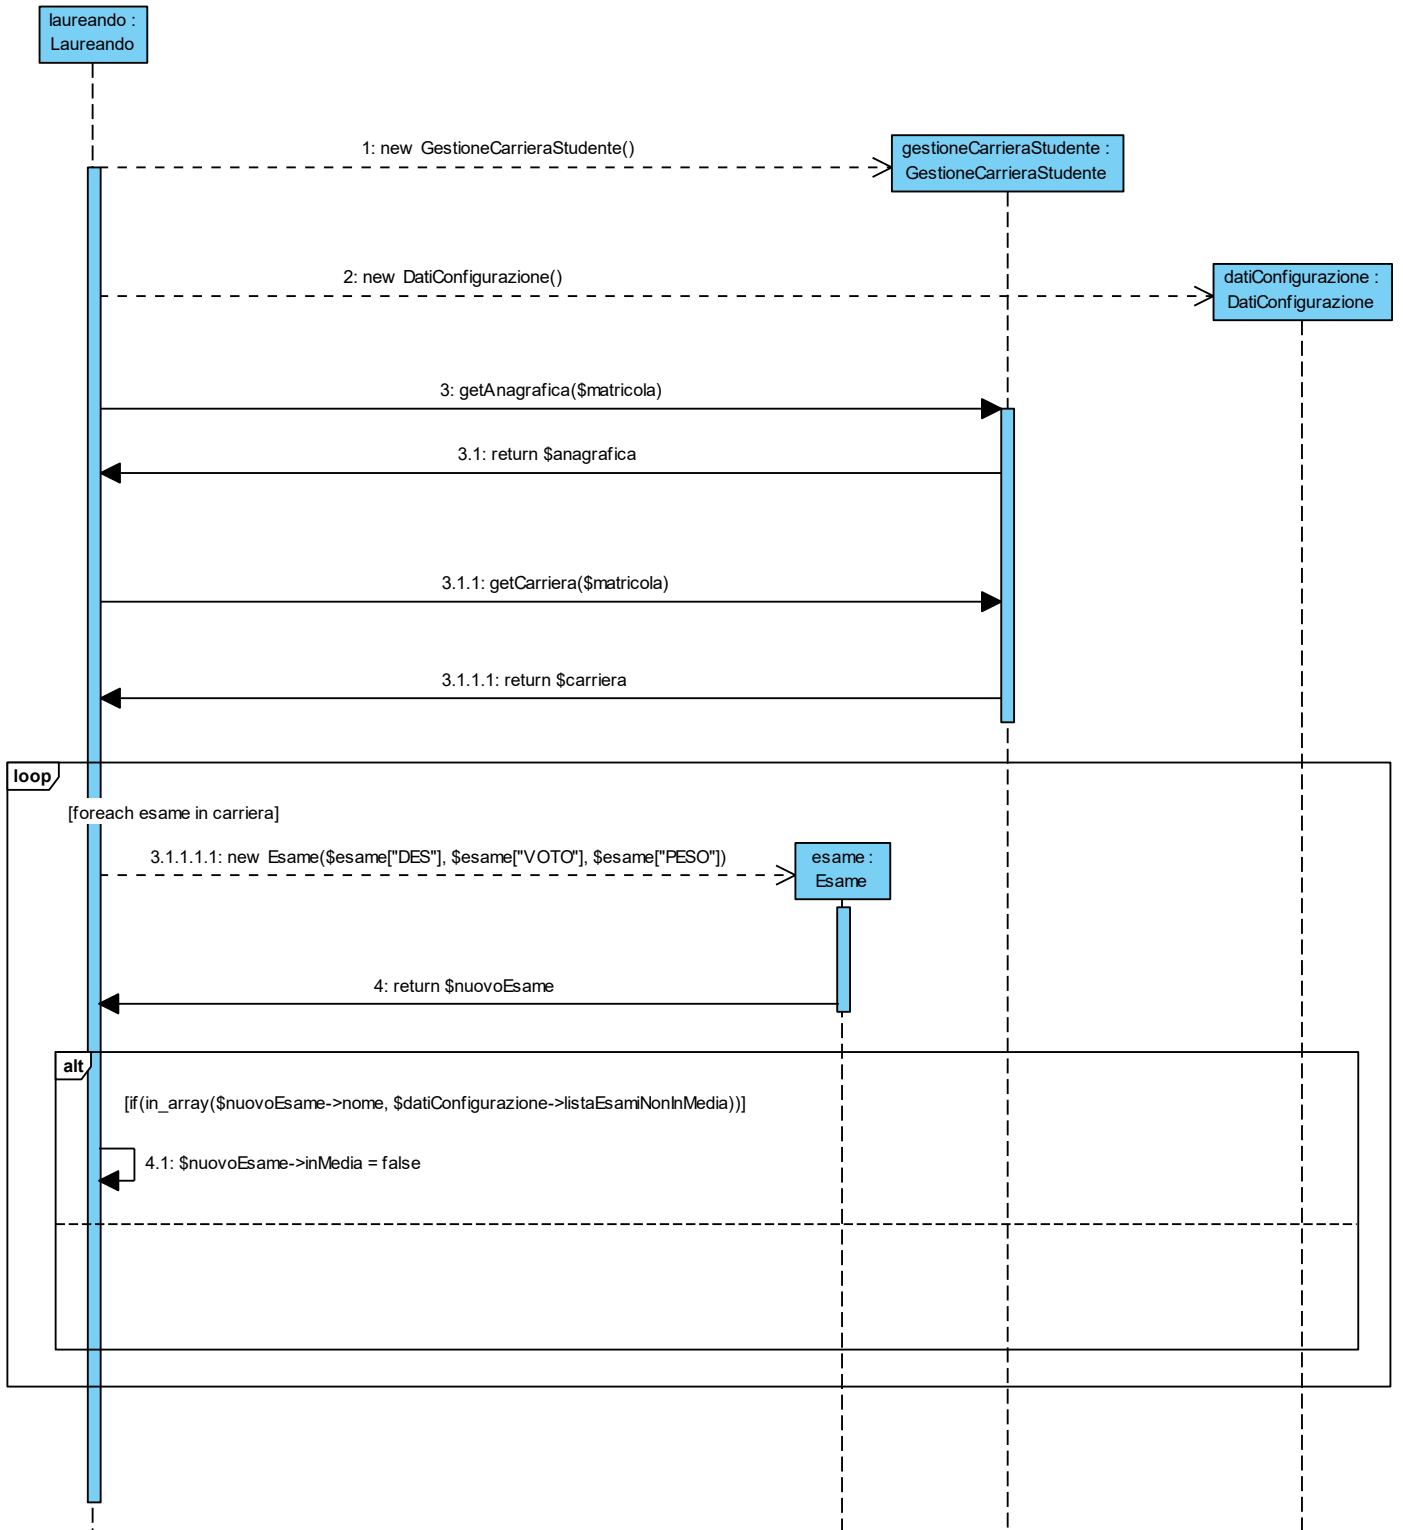 laureando :
Laureando
1: new GestioneCarrieraStudente()
gestioneCarrieraStudente :
GestioneCarrieraStudente
2: new DatiConfigurazione()
datiConfigurazione :
DatiConfigurazione
3: getAnagrafica($matricola)
3.1: return $anagrafica
3.1.1: getCarriera($matricola)
3.1.1.1: return $carriera
loop
[foreach esame in carriera]
3.1.1.1.1: new Esame($esame["DES"], $esame["VOTO"], $esame["PESO"])
esame :
Esame
4: return $nuovoEsame
alt
[if(in_array($nuovoEsame->nome, $datiConfigurazione->listaEsamiNonInMedia))]
4.1: $nuovoEsame->inMedia = false